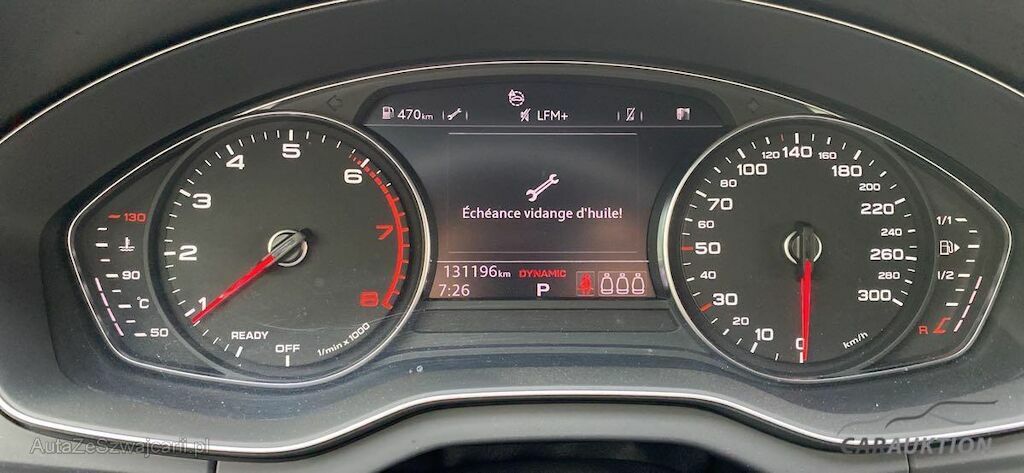 470km LFM+
Échéance vidange d'huile!
131196km DYNAMIC
7:26 P
1 2 3 4 5 6 7 8
READY OFF 1/min x 1000
130
90
°C
50
0 10 20 30 50 60 70 80 100 120 140 160 180 200 220 240 260 280 300
km/h
1/1
1/2
R
AutaZeSzwajcarii.pl
CARAUKTION